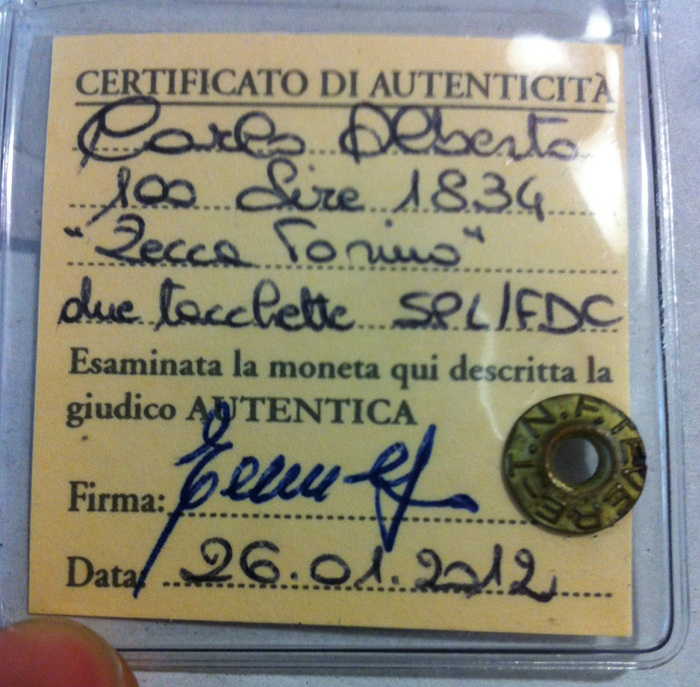 CERTIFICATO DI AUTENTICITÀ
Carlo Alberto
100 Lire 1834
"Zecca Torino"
due tacchette SPL/FDC
Esaminata la moneta qui descritta la
giudico AUTENTICA
Firma:
Data: 26.01.2012
T.N.F.TEVERE